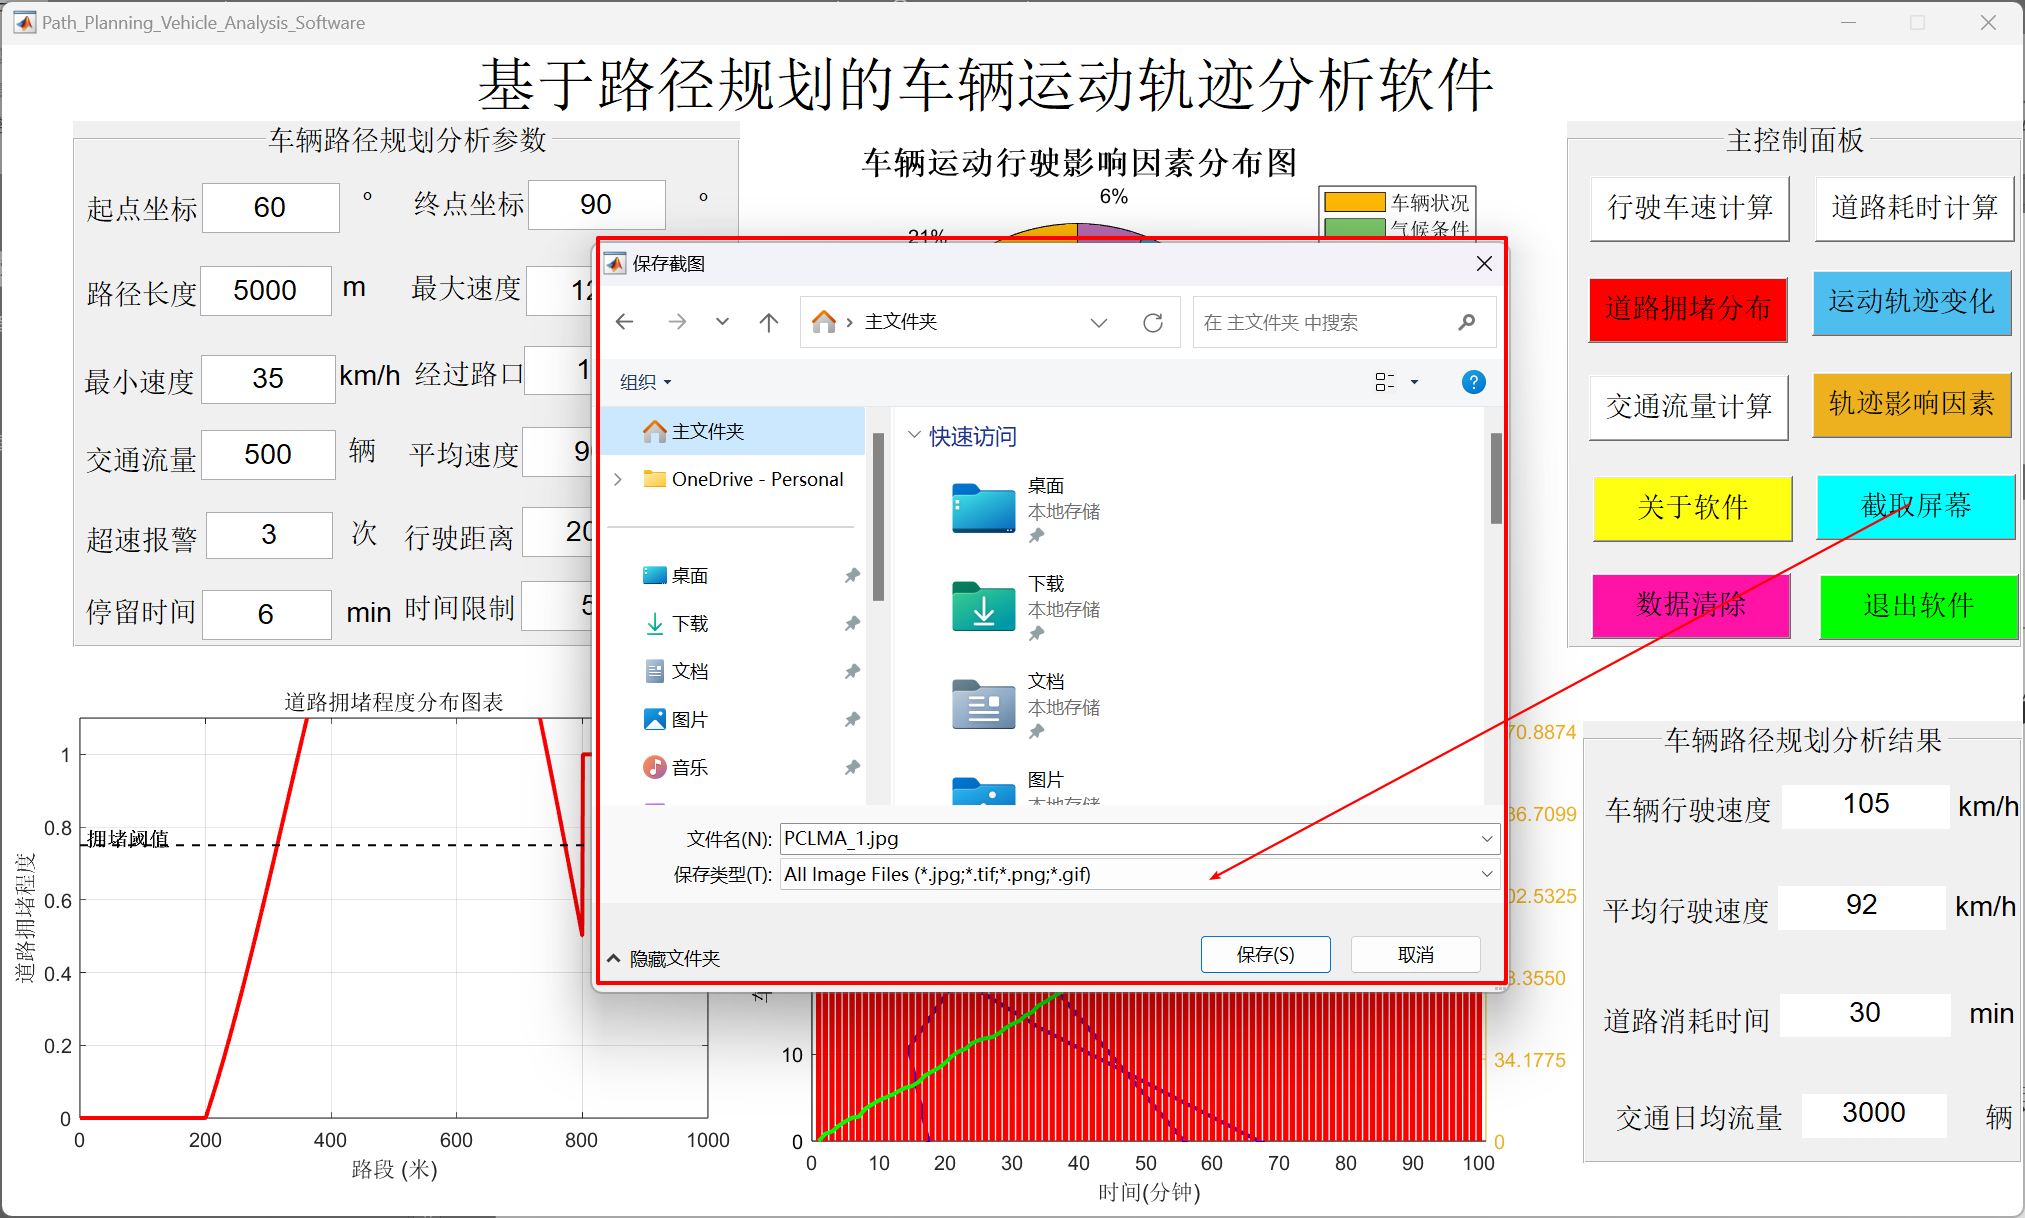 Path_Planning_Vehicle_Analysis_Software
基于路径规划的车辆运动轨迹分析软件
车辆路径规划分析参数
起点坐标 60 ° 终点坐标 90 °
路径长度 5000 m 最大速度 12
最小速度 35 km/h 经过路口 1
交通流量 500 辆 平均速度 9
超速报警 3 次 行驶距离 20
停留时间 6 min 时间限制 5
车辆运动行驶影响因素分布图
6%
21%
车辆状况
气候条件
主控制面板
行驶车速计算 道路耗时计算
道路拥堵分布 运动轨迹变化
交通流量计算 轨迹影响因素
关于软件 截取屏幕
数据清除 退出软件
保存截图
主文件夹
在 主文件夹 中搜索
组织
主文件夹
OneDrive - Personal
桌面
下载
文档
图片
音乐
快速访问
桌面
本地存储
下载
本地存储
文档
本地存储
图片
本地存储
文件名(N): PCLMA_1.jpg
保存类型(T): All Image Files (*.jpg;*.tif;*.png;*.gif)
隐藏文件夹
保存(S) 取消
道路拥堵程度分布图表
道路拥堵程度
拥堵阈值
1
0.8
0.6
0.4
0.2
0
0 200 400 600 800 1000
路段 (米)
10
0
0 10 20 30 40 50 60 70 80 90 100
时间(分钟)
70.8874
36.7099
02.5325
3.3550
34.1775
0
车辆路径规划分析结果
车辆行驶速度 105 km/h
平均行驶速度 92 km/h
道路消耗时间 30 min
交通日均流量 3000 辆